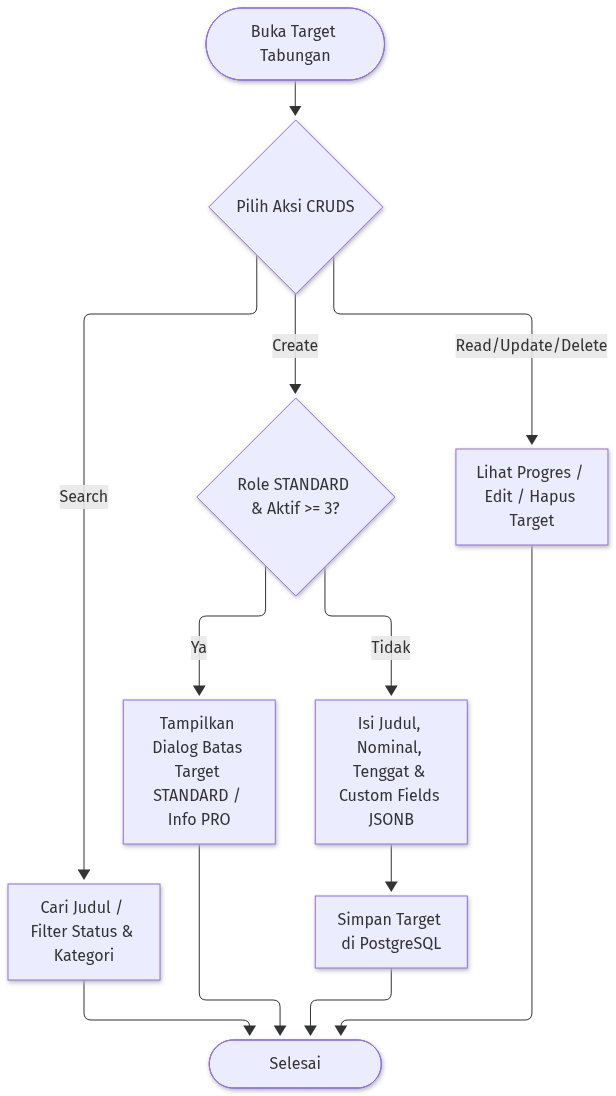 Buka Target
Tabungan
Pilih Aksi CRUDS
Create
Read/Update/Delete
Search
Role STANDARD
& Aktif >= 3?
Lihat Progres /
Edit / Hapus
Target
Ya
Tidak
Tampilkan
Dialog Batas
Target
STANDARD /
Info PRO
Isi Judul,
Nominal,
Tenggat &
Custom Fields
JSONB
Cari Judul /
Filter Status &
Kategori
Simpan Target
di PostgreSQL
Selesai